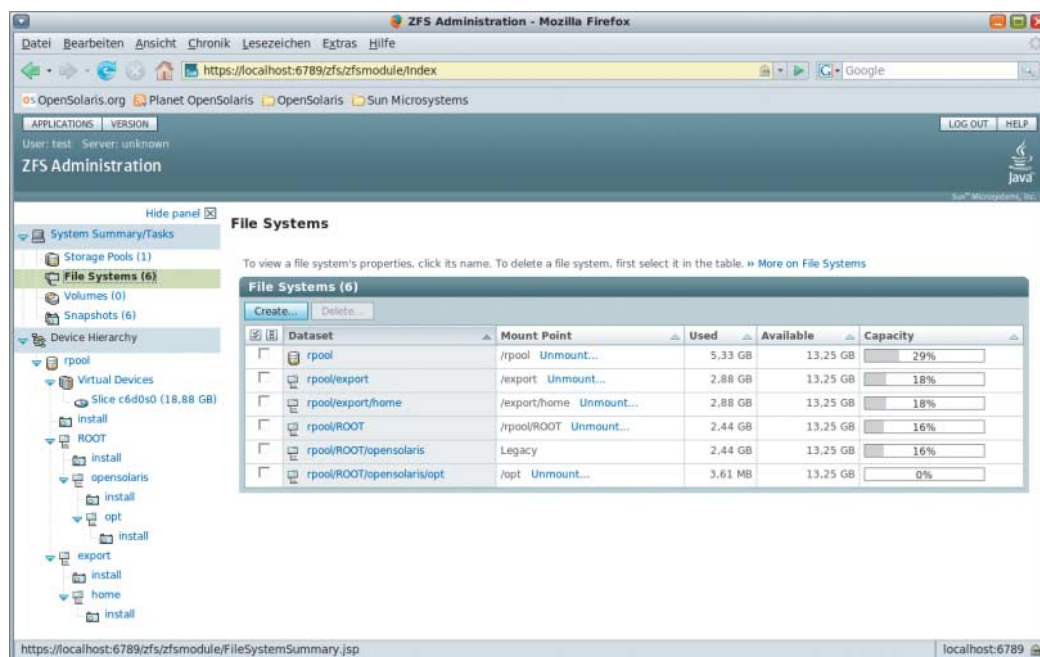 ZFS Administration - Mozilla Firefox
Datei Bearbeiten Ansicht Chronik Lesezeichen Extras Hilfe
https://localhost:6789/zfs/zfsmodule/Index
G Google
os OpenSolaris.org Planet OpenSolaris OpenSolaris Sun Microsystems
APPLICATIONS VERSION LOG OUT HELP
User: test Server: unknown
ZFS Administration
Java
Sun™ Microsystems, Inc.
Hide panel
System Summary/Tasks
Storage Pools (1)
File Systems (6)
Volumes (0)
Snapshots (6)
Device Hierarchy
rpool
Virtual Devices
Slice c6d0s0 (18,88 GB)
install
ROOT
install
opensolaris
install
opt
install
export
install
home
install
File Systems
To view a file system's properties, click its name. To delete a file system, first select it in the table. » More on File Systems
File Systems (6)
Create... Delete...
Dataset Mount Point Used Available Capacity
rpool /rpool Unmount... 5,33 GB 13,25 GB 29%
rpool/export /export Unmount... 2,88 GB 13,25 GB 18%
rpool/export/home /export/home Unmount... 2,88 GB 13,25 GB 18%
rpool/ROOT /rpool/ROOT Unmount... 2,44 GB 13,25 GB 16%
rpool/ROOT/opensolaris Legacy 2,44 GB 13,25 GB 16%
rpool/ROOT/opensolaris/opt /opt Unmount... 3,61 MB 13,25 GB 0%
https://localhost:6789/zfs/zfsmodule/FileSystemSummary.jsp localhost:6789